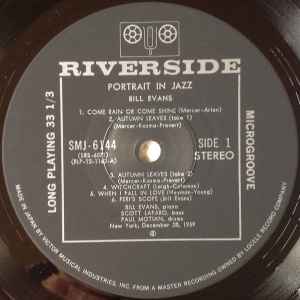 RIVERSIDE
PORTRAIT IN JAZZ
BILL EVANS
1. COME RAIN OR COME SHINE (Mercer-Arlen)
2. AUTUMN LEAVES (take 1)
(Mercer-Kosma-Prevert)
SMJ-6144
SIDE 1
STEREO
3. AUTUMN LEAVES (take 2)
(Mercer-Kosma-Prevert)
4. WITCHCRAFT (Leigh-Coleman)
5. WHEN I FALL IN LOVE (Heyman-Young)
6. PERI'S SCOPE (Bill Evans)
BILL EVANS, piano
SCOTT LAFARO, bass
PAUL MOTIAN, drums
New York, December 28, 1959
LONG PLAYING 33 1/3
MICROGROOVE
MADE IN JAPAN BY VICTOR MUSICAL INDUSTRIES, INC. FROM A MASTER RECORDING OWNED BY